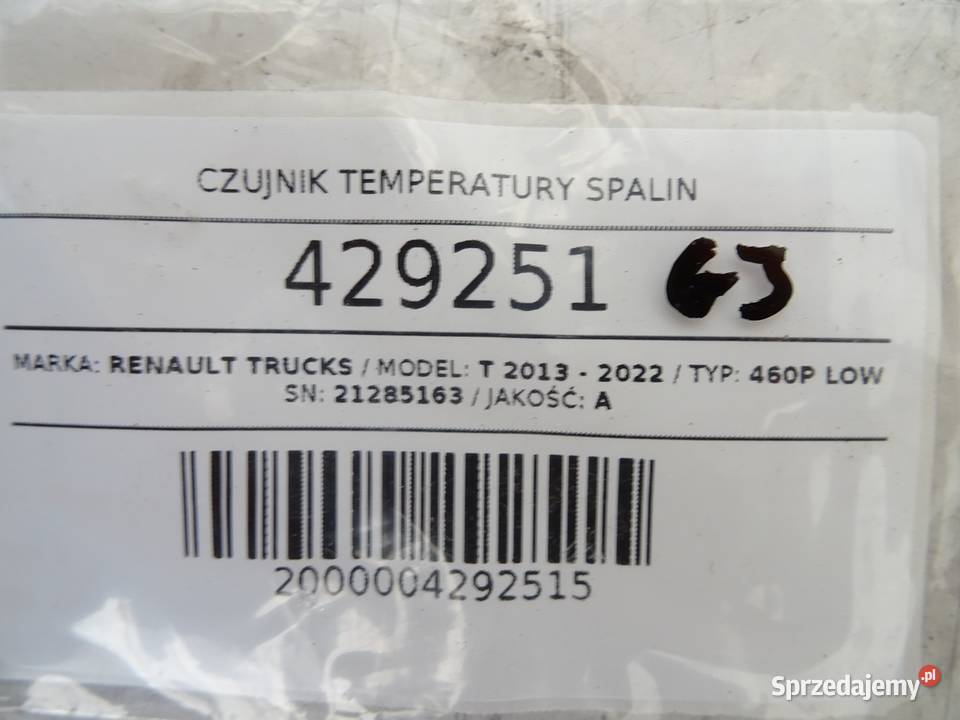 CZUJNIK TEMPERATURY SPALIN
429251 GJ
MARKA: RENAULT TRUCKS / MODEL: T 2013 - 2022 / TYP: 460P LOW
SN: 21285163 / JAKOŚĆ: A
2000004292515
Sprzedajemy.pl